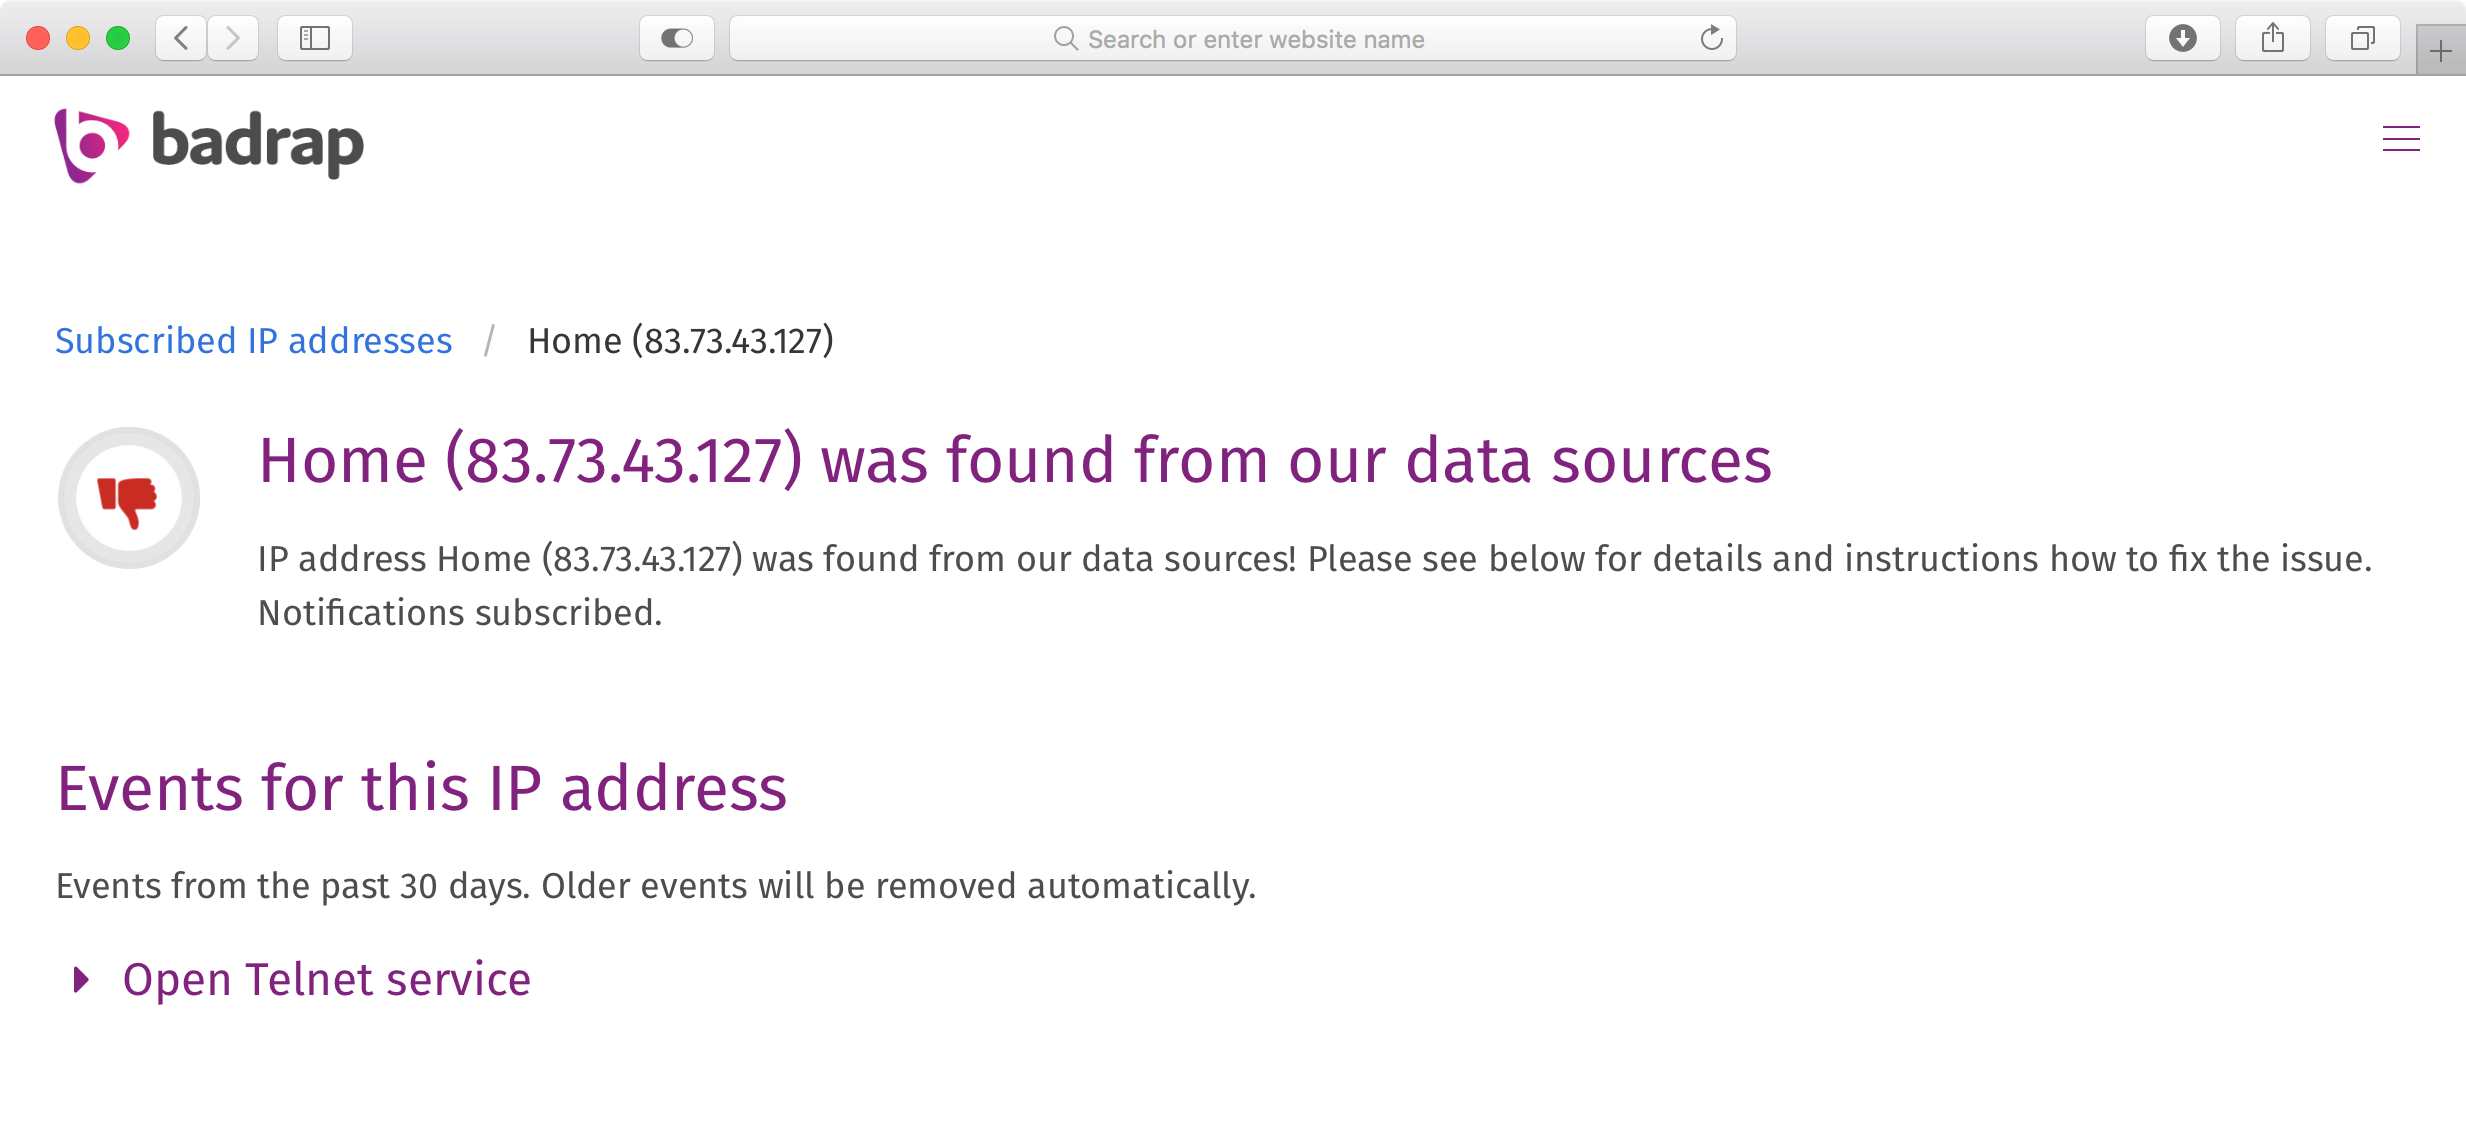 Search or enter website name
badrap
Subscribed IP addresses / Home (83.73.43.127)
Home (83.73.43.127) was found from our data sources
IP address Home (83.73.43.127) was found from our data sources! Please see below for details and instructions how to fix the issue.
Notifications subscribed.
Events for this IP address
Events from the past 30 days. Older events will be removed automatically.
Open Telnet service